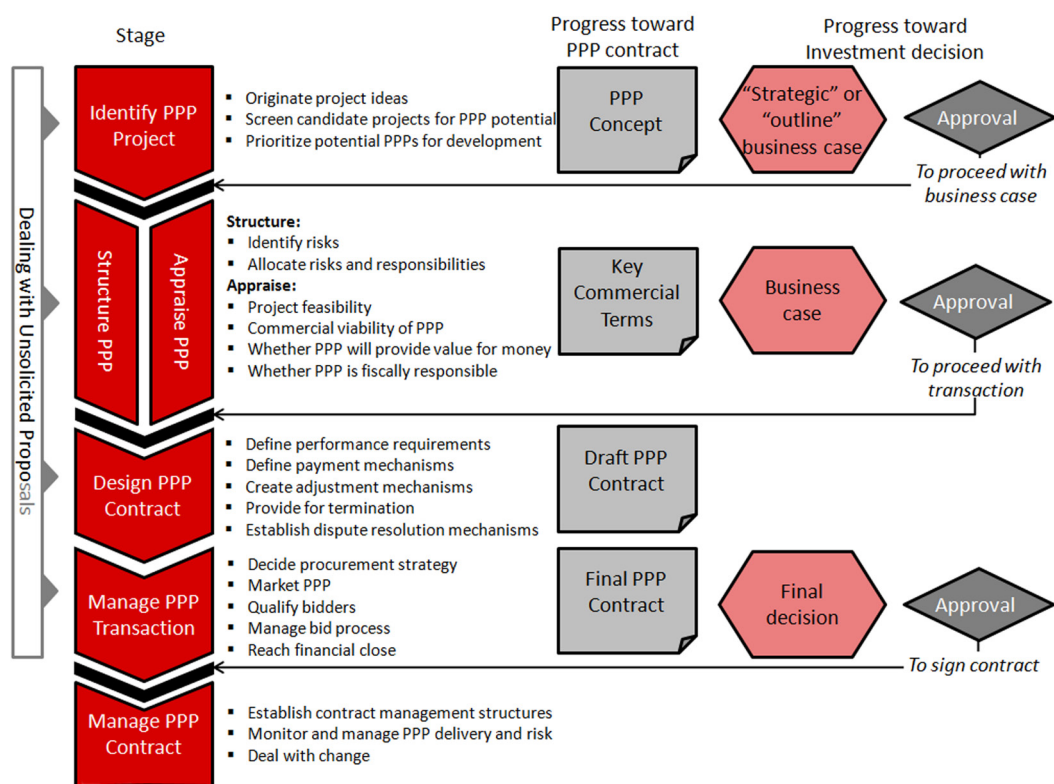 Stage
Progress toward
PPP contract
Progress toward
Investment decision
Dealing with Unsolicited Proposals
Identify PPP
Project
▪ Originate project ideas
▪ Screen candidate projects for PPP potential
▪ Prioritize potential PPPs for development
PPP
Concept
“Strategic” or
“outline”
business case
Approval
To proceed with
business case
Structure PPP
Appraise PPP
Structure:
▪ Identify risks
▪ Allocate risks and responsibilities
Appraise:
▪ Project feasibility
▪ Commercial viability of PPP
▪ Whether PPP will provide value for money
▪ Whether PPP is fiscally responsible
Key
Commercial
Terms
Business
case
Approval
To proceed with
transaction
Design PPP
Contract
▪ Define performance requirements
▪ Define payment mechanisms
▪ Create adjustment mechanisms
▪ Provide for termination
▪ Establish dispute resolution mechanisms
Draft PPP
Contract
Manage PPP
Transaction
▪ Decide procurement strategy
▪ Market PPP
▪ Qualify bidders
▪ Manage bid process
▪ Reach financial close
Final PPP
Contract
Final
decision
Approval
To sign contract
Manage PPP
Contract
▪ Establish contract management structures
▪ Monitor and manage PPP delivery and risk
▪ Deal with change